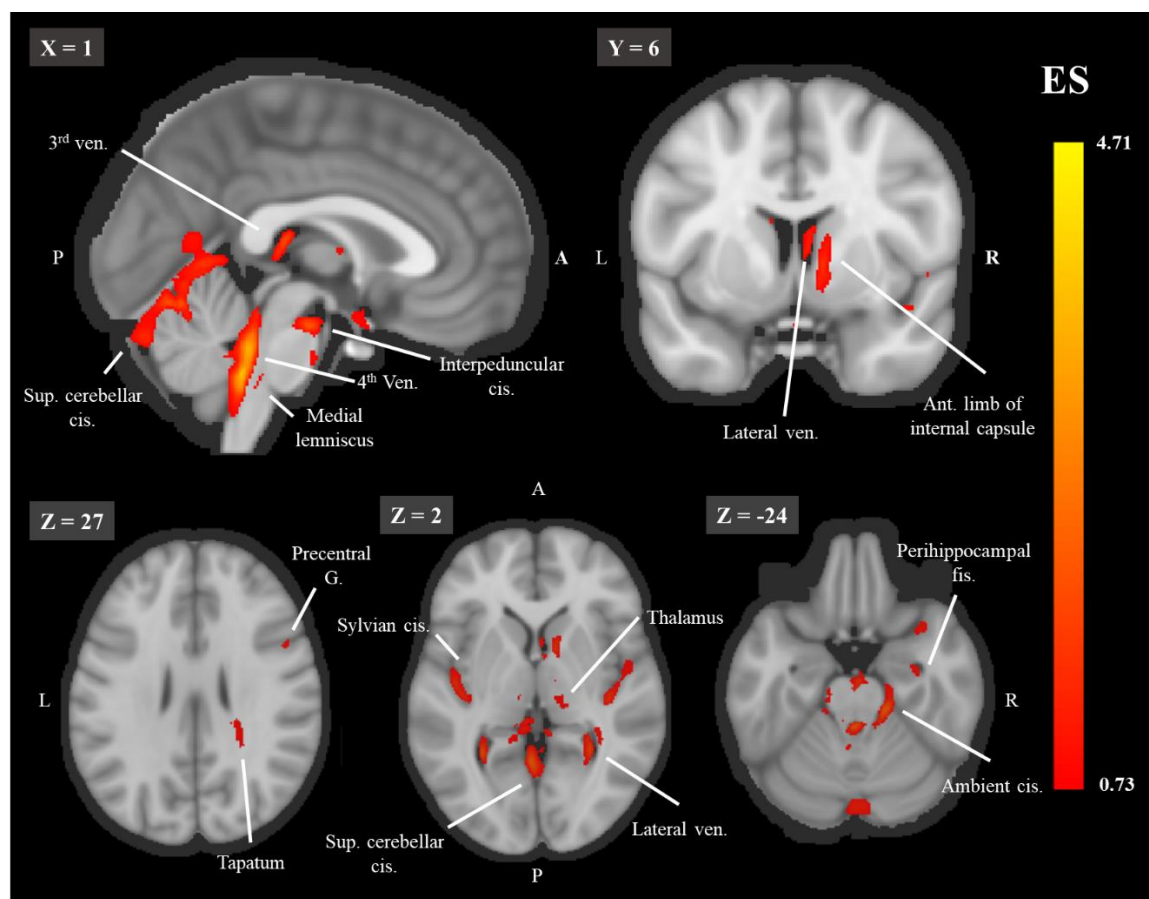 X = 1
Y = 6
ES
4.71
3rd ven.
P
A
L
R
Sup. cerebellar
cis.
4th Ven.
Medial
lemniscus
Interpeduncular
cis.
Lateral ven.
Ant. limb of
internal capsule
A
Z = 27
Z = 2
Z = -24
Precentral
G.
Sylvian cis.
Thalamus
Perihippocampal
fis.
L
R
Tapatum
Sup. cerebellar
cis.
Lateral ven.
Ambient cis.
P
0.73